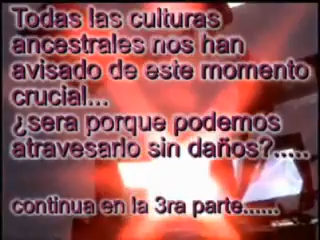 Todas las culturas
ancestrales nos han
avisado de este momento
crucial...
¿sera porque podemos
atravesarlo sin daños?.....
continua en la 3ra parte......